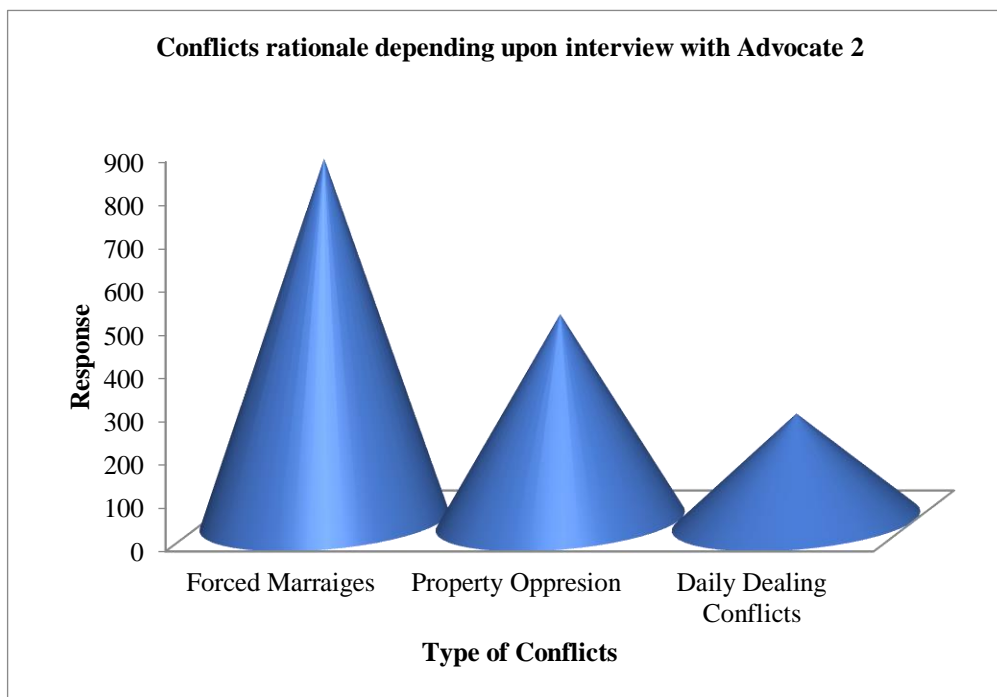 Conflicts rationale depending upon interview with Advocate 2
900
800
700
600
500
400
300
200
100
0
Response
Forced Marraiges
Property Oppresion
Daily Dealing
Conflicts
Type of Conflicts